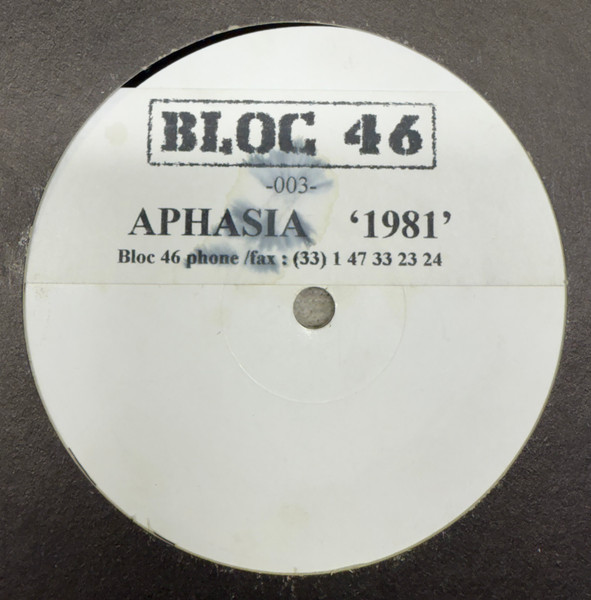 BLOC 46
-003-
APHASIA ‘1981’
Bloc 46 phone /fax : (33) 1 47 33 23 24